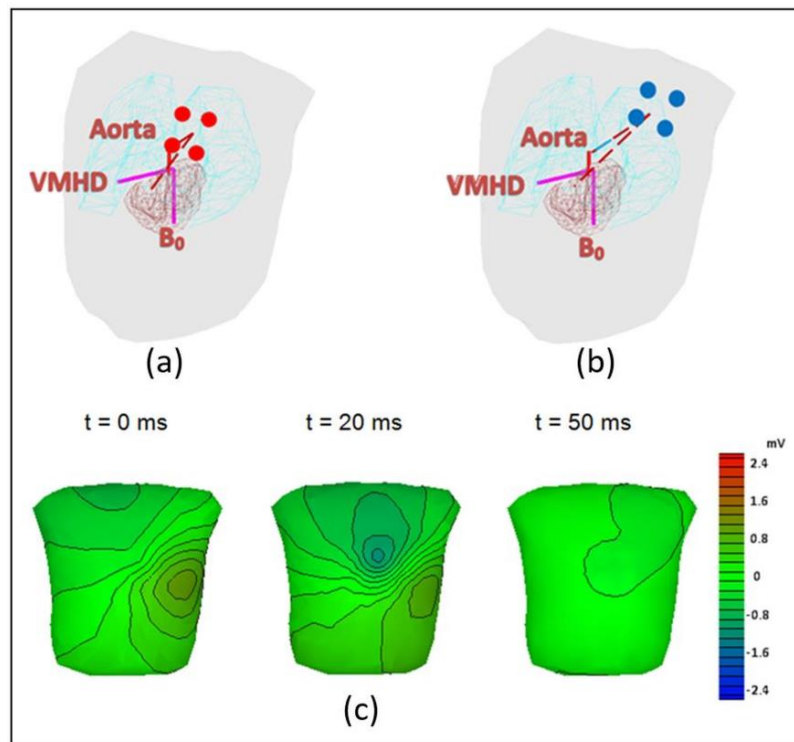 Aorta
VMHD
B₀
(a)
Aorta
VMHD
B₀
(b)
t = 0 ms
t = 20 ms
t = 50 ms
mV
2.4
1.6
0.8
0
-0.8
-1.6
-2.4
(c)